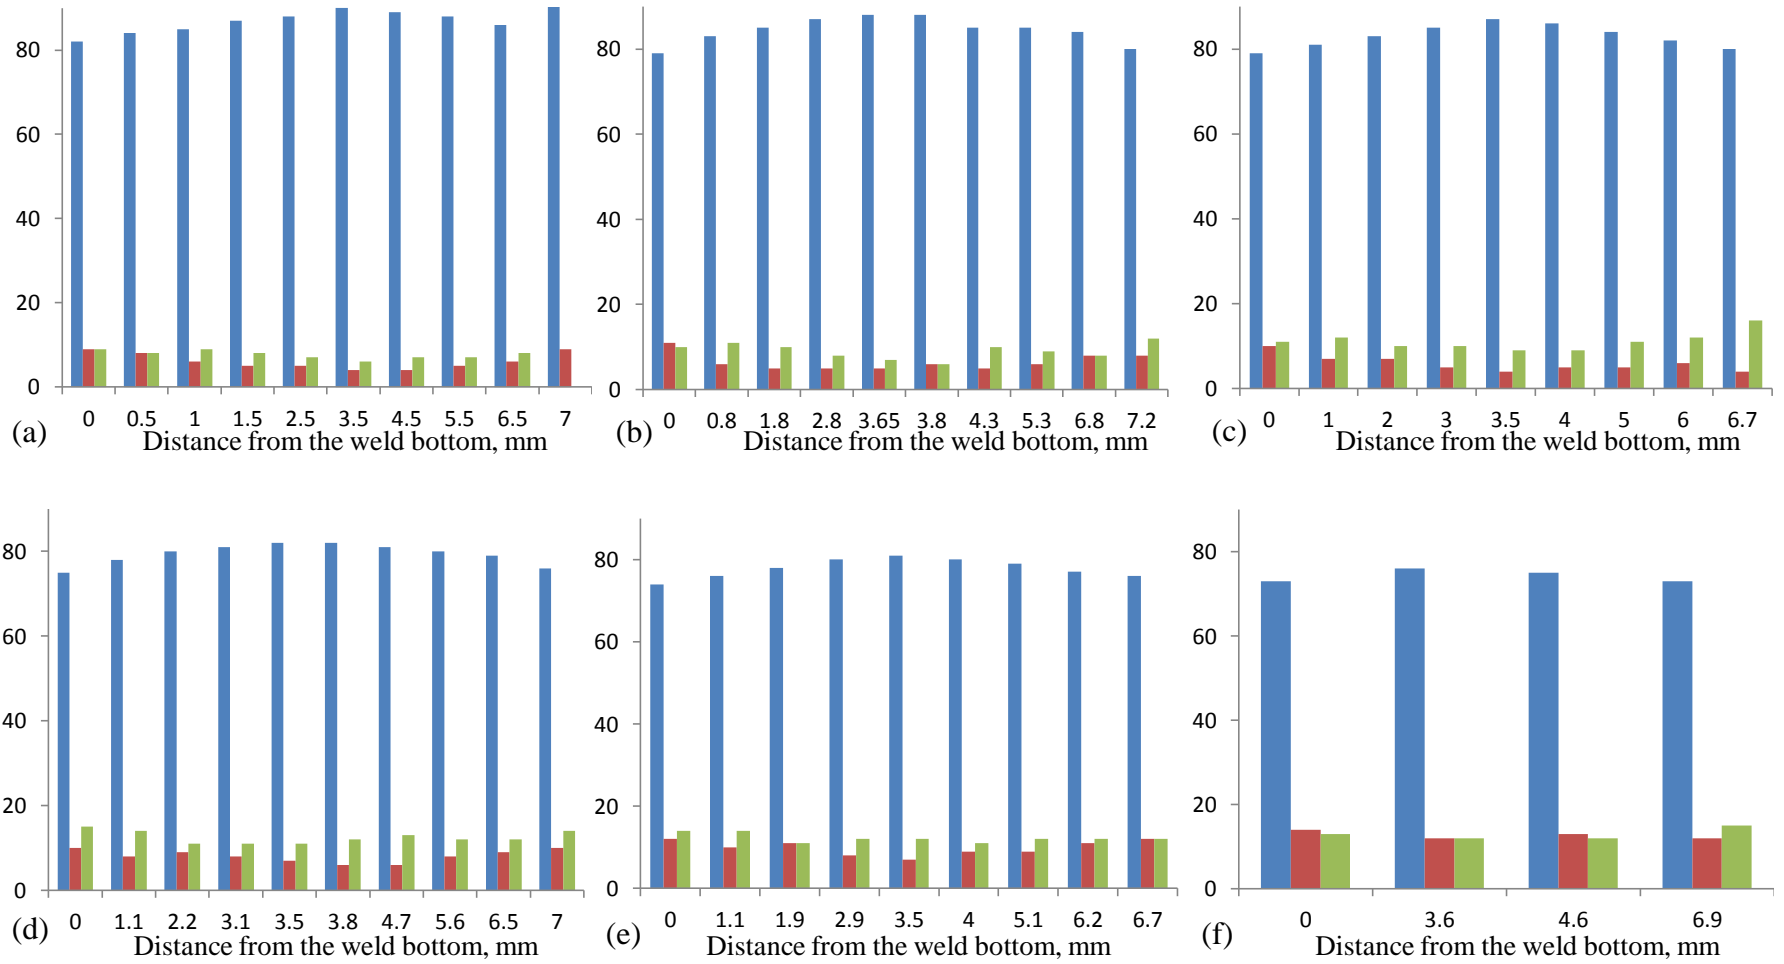 80
60
40
20
0
0 0.5 1 1.5 2.5 3.5 4.5 5.5 6.5 7
(a) Distance from the weld bottom, mm
80
60
40
20
0
0 0.8 1.8 2.8 3.65 3.8 4.3 5.3 6.8 7.2
(b) Distance from the weld bottom, mm
80
60
40
20
0
0 1 2 3 3.5 4 5 6 6.7
(c) Distance from the weld bottom, mm
80
60
40
20
0
0 1.1 2.2 3.1 3.5 3.8 4.7 5.6 6.5 7
(d) Distance from the weld bottom, mm
80
60
40
20
0
0 1.1 1.9 2.9 3.5 4 5.1 6.2 6.7
(e) Distance from the weld bottom, mm
80
60
40
20
0
0 3.6 4.6 6.9
(f) Distance from the weld bottom, mm